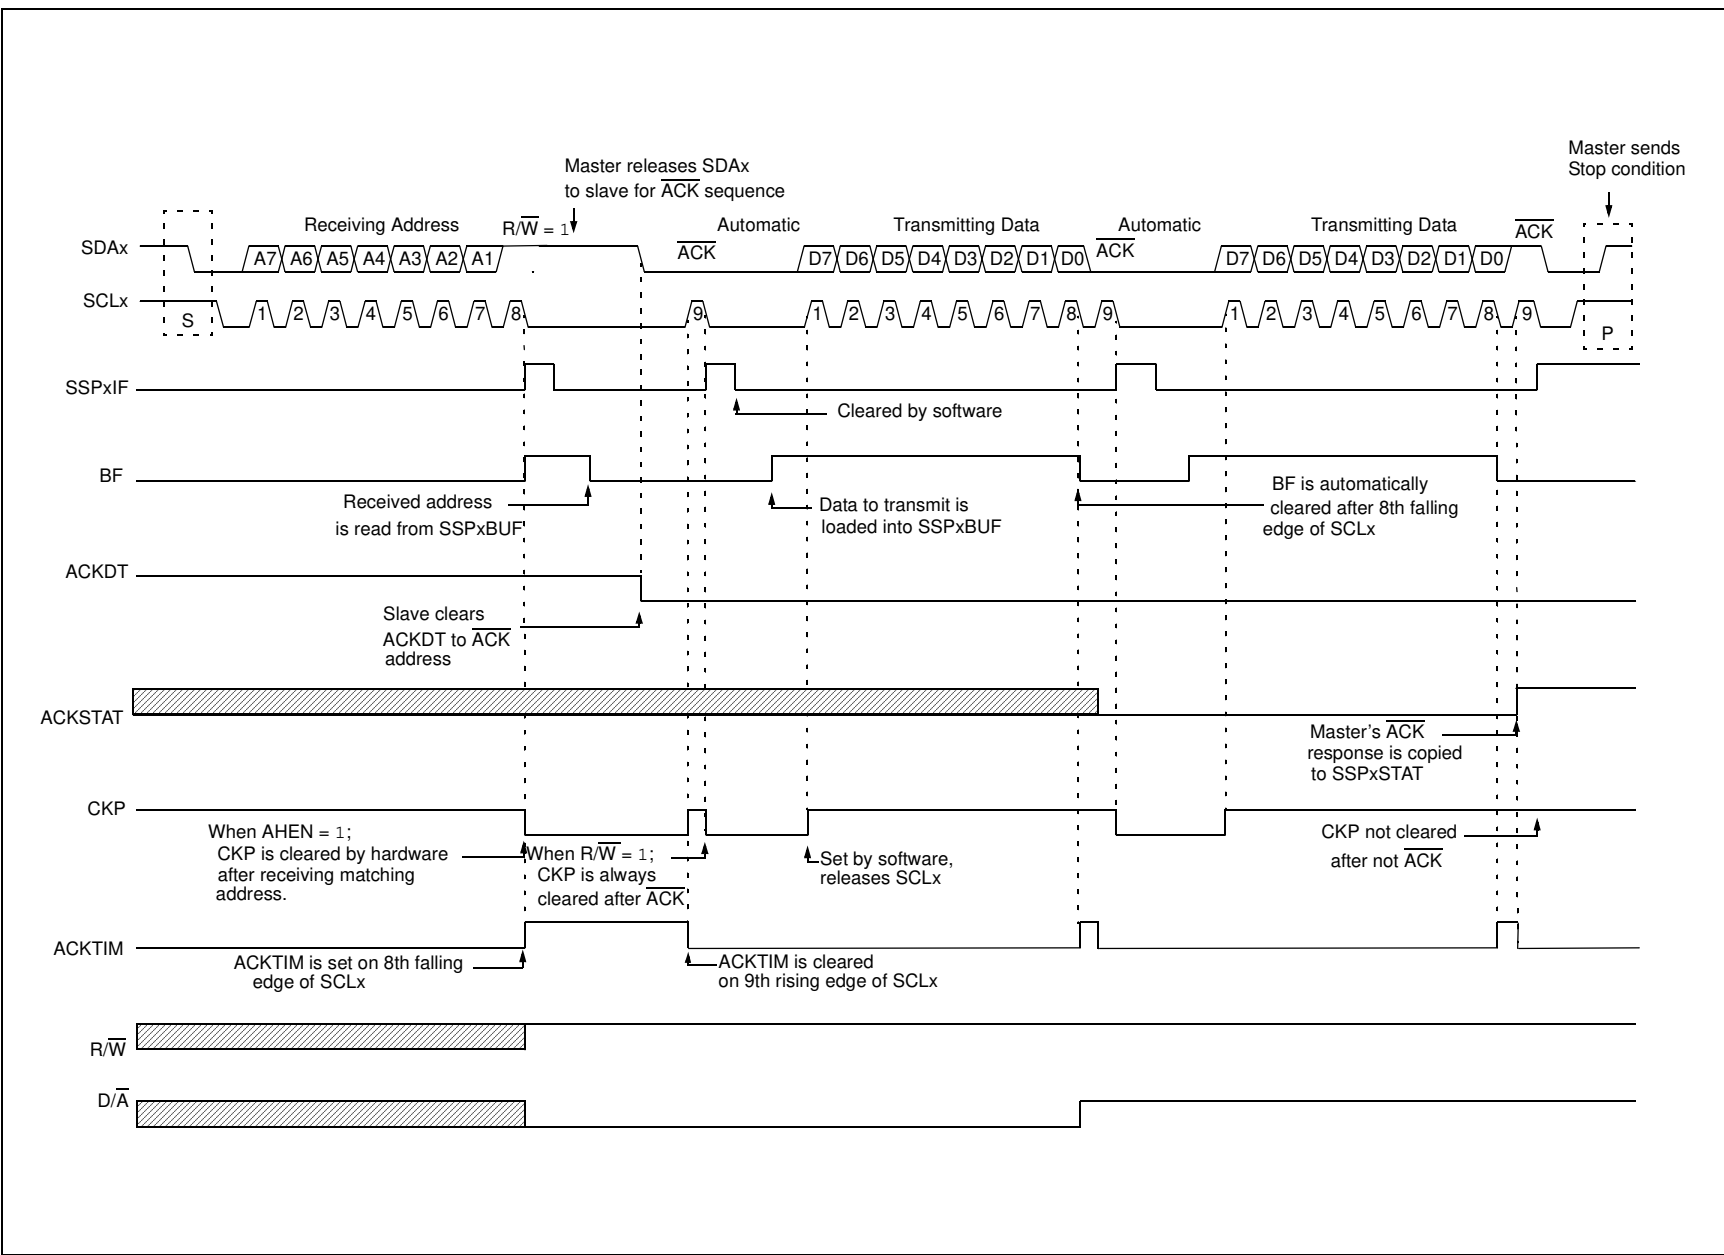 Master sends
Stop condition
Master releases SDAx
to slave for ACK sequence
Receiving Address
R/W = 1
Automatic
Transmitting Data
Automatic
Transmitting Data
ACK
SDAx
A7 A6 A5 A4 A3 A2 A1
ACK
D7 D6 D5 D4 D3 D2 D1 D0
ACK
D7 D6 D5 D4 D3 D2 D1 D0
SCLx
S
1 2 3 4 5 6 7 8 9
1 2 3 4 5 6 7 8 9
1 2 3 4 5 6 7 8 9
P
SSPxIF
Cleared by software
BF
Received address
is read from SSPxBUF
Data to transmit is
loaded into SSPxBUF
BF is automatically
cleared after 8th falling
edge of SCLx
ACKDT
Slave clears
ACKDT to ACK
address
ACKSTAT
Master's ACK
response is copied
to SSPxSTAT
CKP
When AHEN = 1;
CKP is cleared by hardware
after receiving matching
address.
When R/W = 1;
CKP is always
cleared after ACK
Set by software,
releases SCLx
CKP not cleared
after not ACK
ACKTIM
ACKTIM is set on 8th falling
edge of SCLx
ACKTIM is cleared
on 9th rising edge of SCLx
R/W
D/A